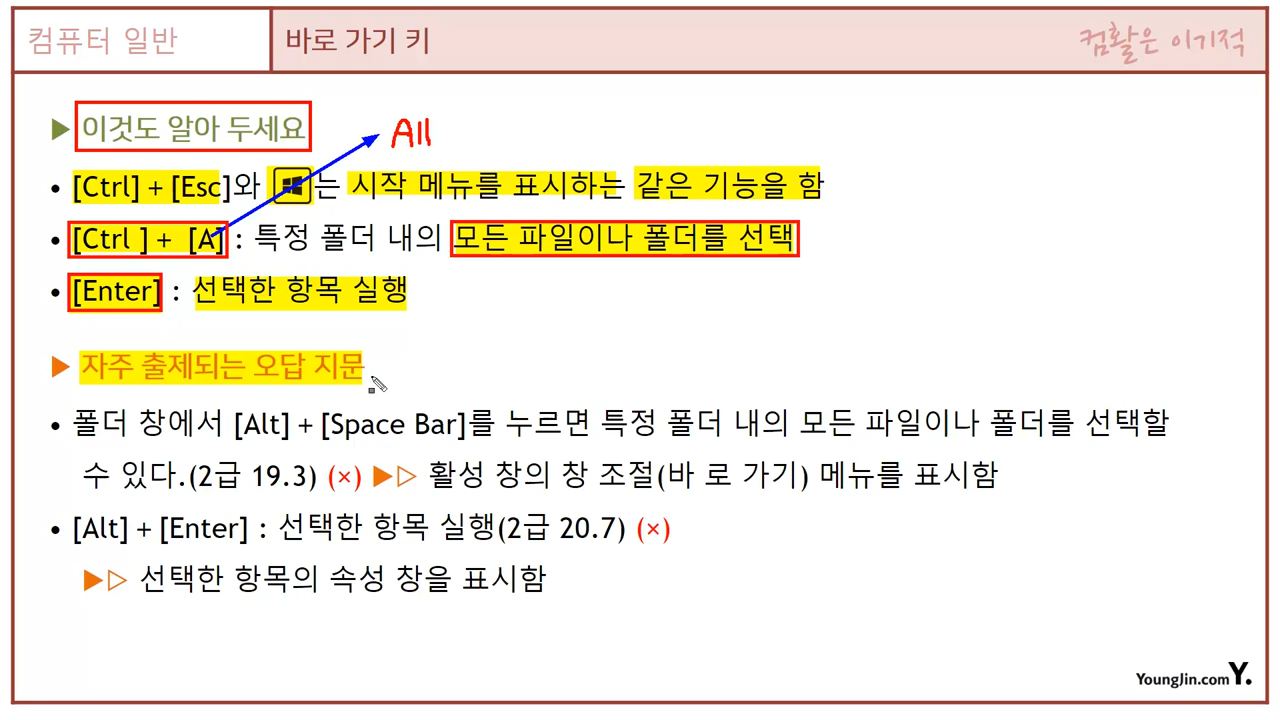 컴퓨터 일반
바로 가기 키
컴활은 이기적
이것도 알아 두세요
All
• [Ctrl]+[Esc]와 는 시작 메뉴를 표시하는 같은 기능을 함
• [Ctrl ]+ [A] : 특정 폴더 내의 모든 파일이나 폴더를 선택
• [Enter] : 선택한 항목 실행
자주 출제되는 오답 지문
• 폴더 창에서 [Alt]+[Space Bar]를 누르면 특정 폴더 내의 모든 파일이나 폴더를 선택할
수 있다.(2급 19.3) (×) ▶▷ 활성 창의 창 조절(바 로 가기) 메뉴를 표시함
• [Alt]+[Enter] : 선택한 항목 실행(2급 20.7) (×)
▶▷ 선택한 항목의 속성 창을 표시함
YoungJin.com Y.